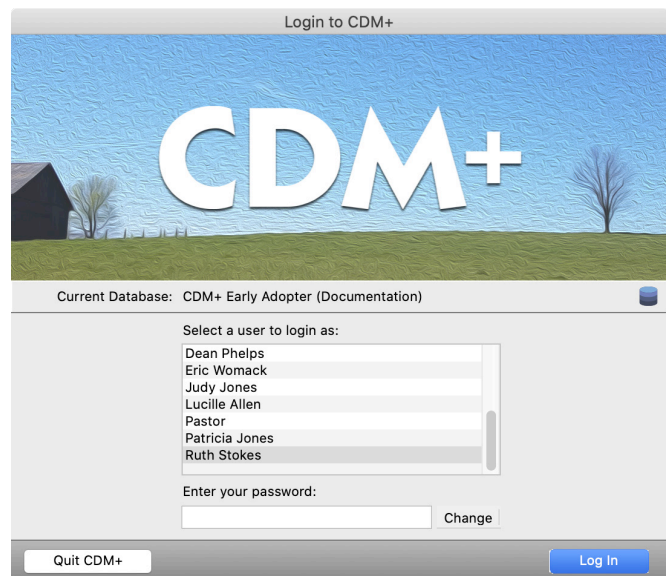 Login to CDM+
CDM+
Current Database: CDM+ Early Adopter (Documentation)
Select a user to login as:
Dean Phelps
Eric Womack
Judy Jones
Lucille Allen
Pastor
Patricia Jones
Ruth Stokes
Enter your password:
Change
Quit CDM+ Log In